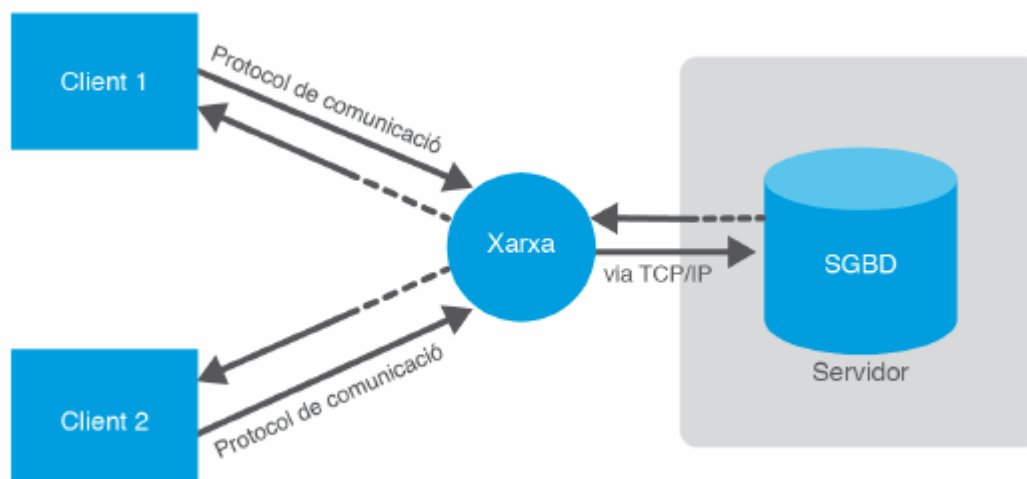 Client 1
Protocol de comunicació
Xarxa
via TCP/IP
SGBD
Servidor
Client 2
Protocol de comunicació